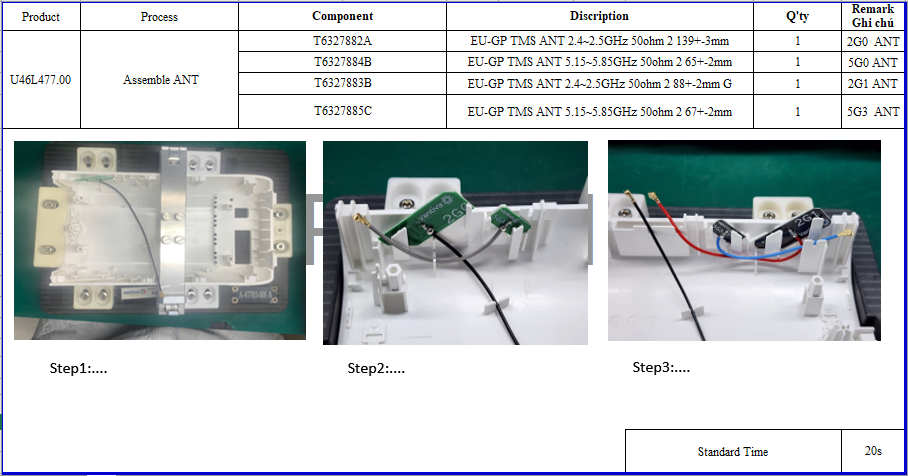 Product Process Component Discription Q'ty Remark
Ghi chú
U46L477.00 Assemble ANT T6327882A EU-GP TMS ANT 2.4~2.5GHz 50ohm 2 139+-3mm 1 2G0 ANT
T6327884B EU-GP TMS ANT 5.15~5.85GHz 50ohm 2 65+-2mm 1 5G0 ANT
T6327883B EU-GP TMS ANT 2.4~2.5GHz 50ohm 2 88+-2mm G 1 2G1 ANT
T6327885C EU-GP TMS ANT 5.15~5.85GHz 50ohm 2 67+-2mm 1 5G3 ANT
vantiva
2G0
2G1
Step1:....
Step2:....
Step3:....
Standard Time 20s